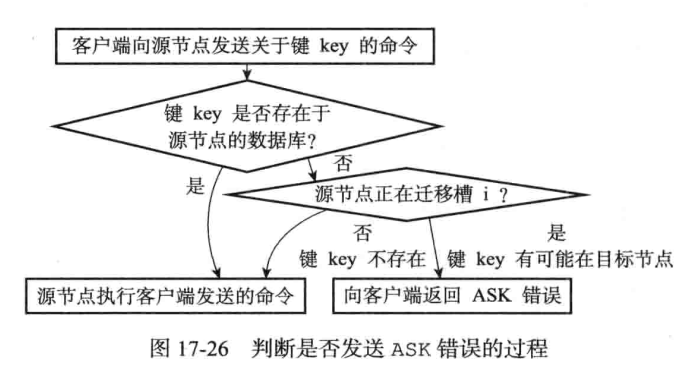 客户端向源节点发送关于键 key 的命令
键 key 是否存在于
源节点的数据库?
否
是
源节点正在迁移槽 i ?
否
键 key 不存在
是
键 key 有可能在目标节点
源节点执行客户端发送的命令
向客户端返回 ASK 错误
图 17-26 判断是否发送 ASK 错误的过程